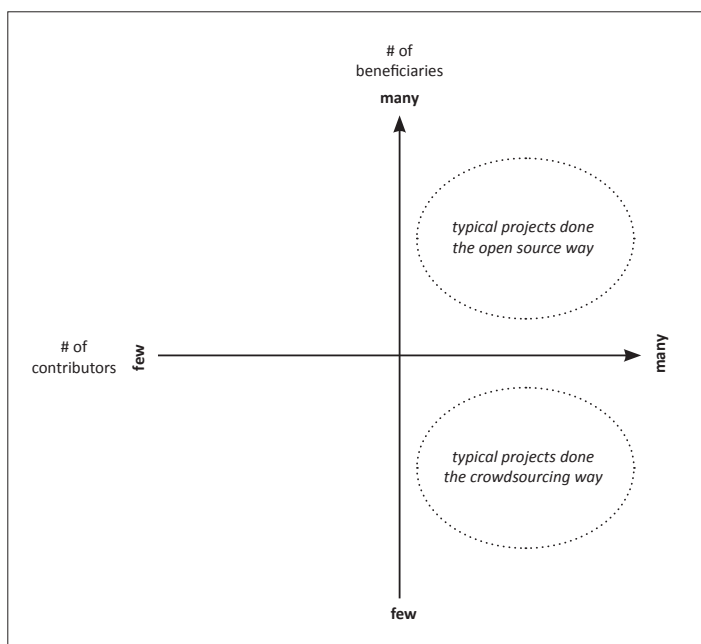 # of
beneficiaries
many
typical projects done
the open source way
# of
contributors
few
many
typical projects done
the crowdsourcing way
few